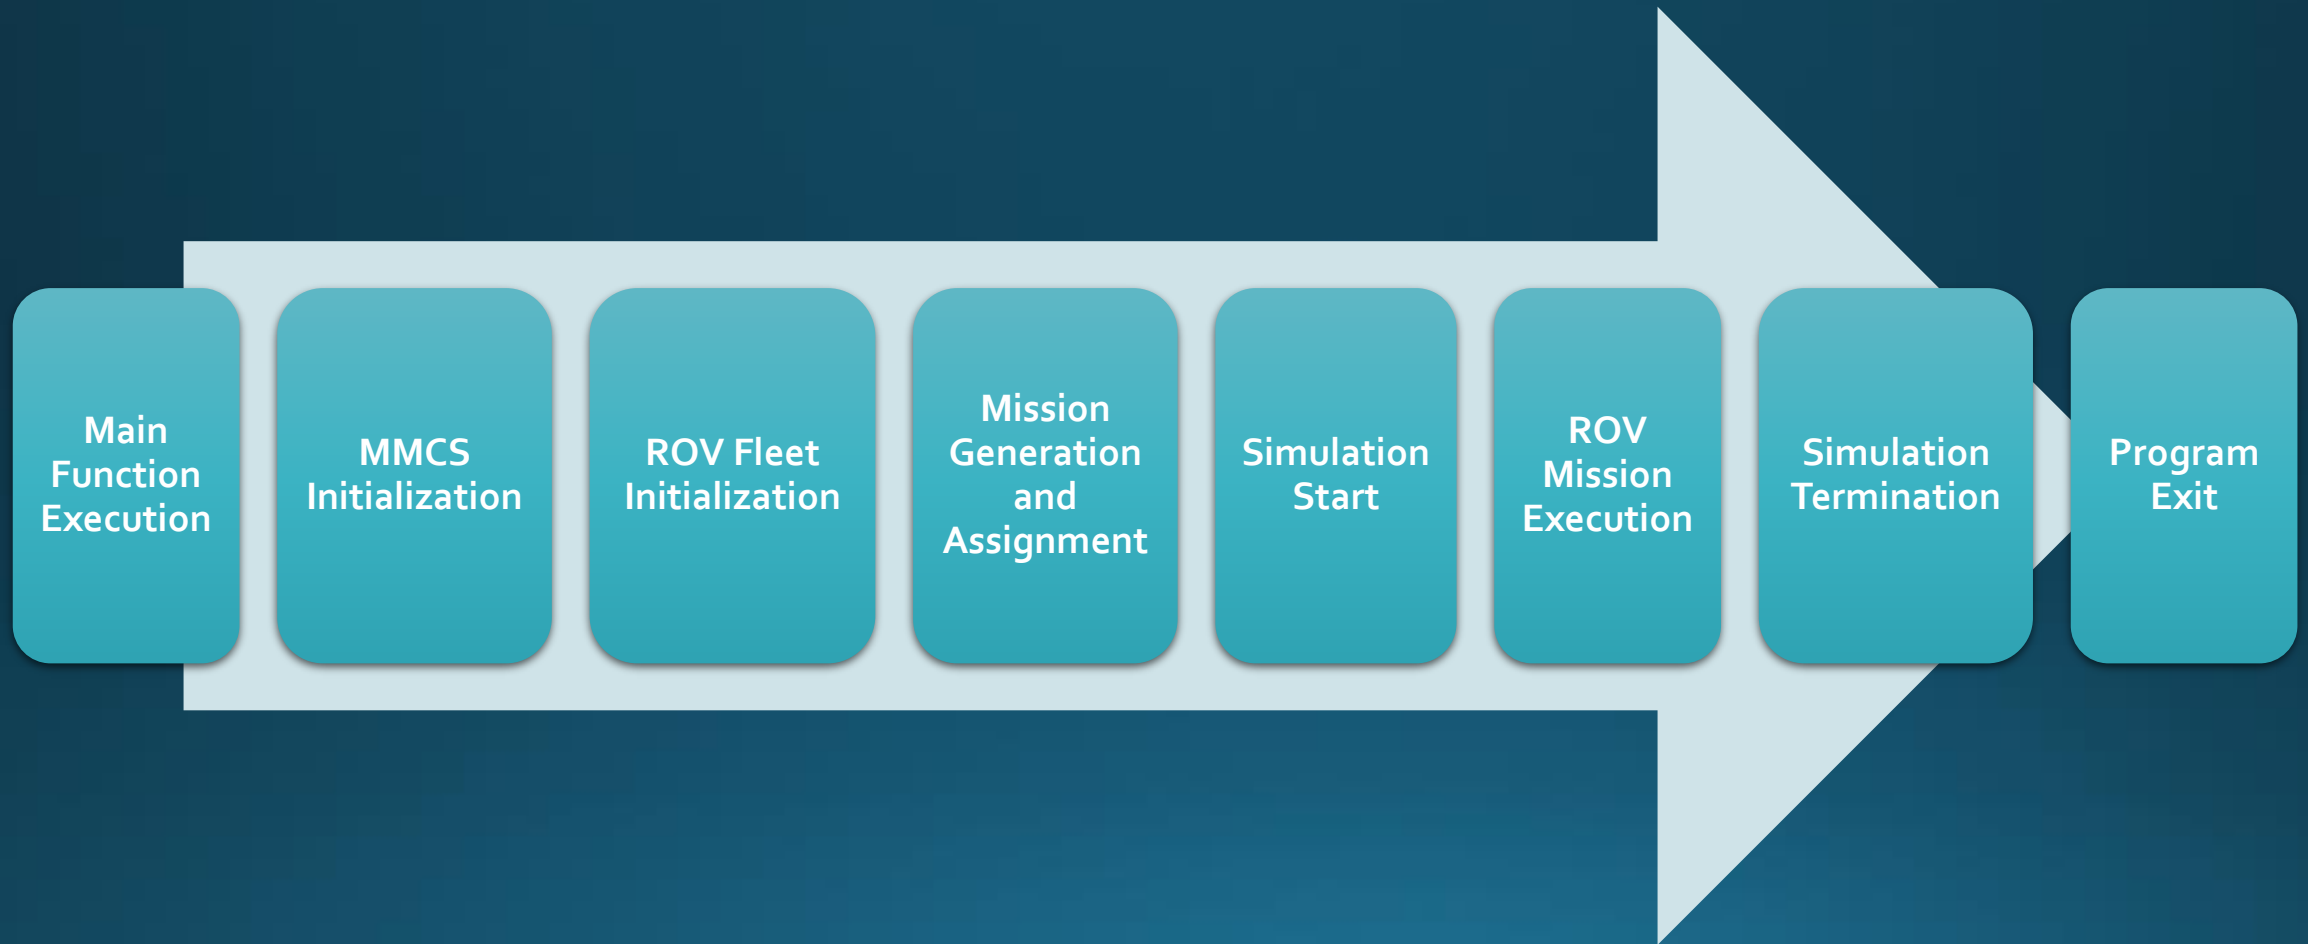 Main
Function
Execution
MMCS
Initialization
ROV Fleet
Initialization
Mission
Generation
and
Assignment
Simulation
Start
ROV
Mission
Execution
Simulation
Termination
Program
Exit